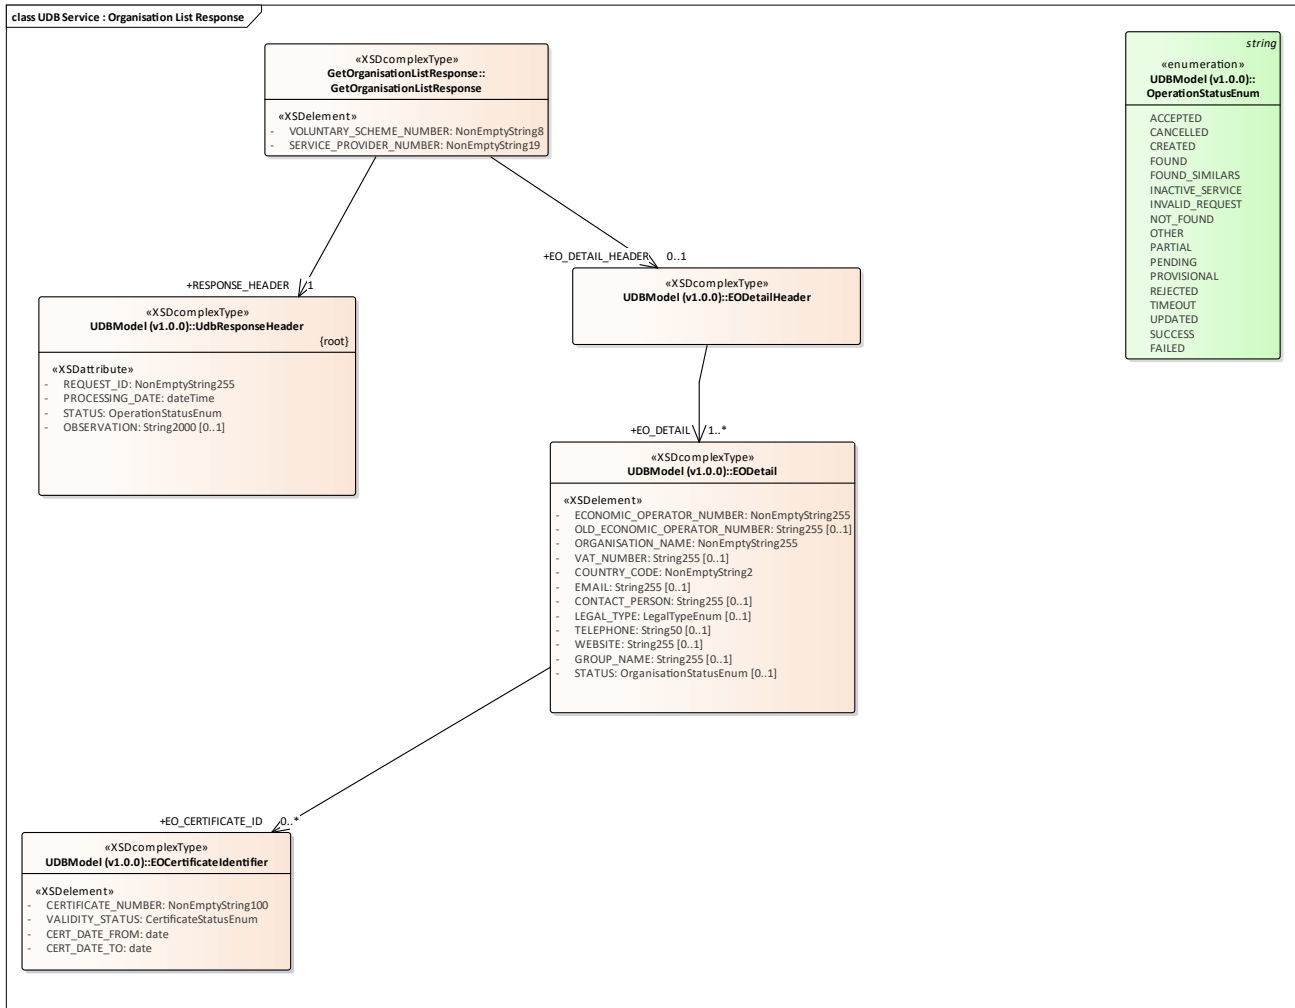 class UDB Service : Organisation List Response
«XSDcomplexType»
GetOrganisationListResponse::
GetOrganisationListResponse
«XSDelement»
- VOLUNTARY_SCHEME_NUMBER: NonEmptyString8
- SERVICE_PROVIDER_NUMBER: NonEmptyString19
string
«enumeration»
UDBModel (v1.0.0)::
OperationStatusEnum
ACCEPTED
CANCELLED
CREATED
FOUND
FOUND_SIMILARS
INACTIVE_SERVICE
INVALID_REQUEST
NOT_FOUND
OTHER
PARTIAL
PENDING
PROVISIONAL
REJECTED
TIMEOUT
UPDATED
SUCCESS
FAILED
+EO_DETAIL_HEADER 0..1
«XSDcomplexType»
UDBModel (v1.0.0)::EODetailHeader
+RESPONSE_HEADER 1
«XSDcomplexType»
UDBModel (v1.0.0)::UdbResponseHeader
{root}
«XSDattribute»
- REQUEST_ID: NonEmptyString255
- PROCESSING_DATE: dateTime
- STATUS: OperationStatusEnum
- OBSERVATION: String2000 [0..1]
+EO_DETAIL 1..*
«XSDcomplexType»
UDBModel (v1.0.0)::EODetail
«XSDelement»
- ECONOMIC_OPERATOR_NUMBER: NonEmptyString255
- OLD_ECONOMIC_OPERATOR_NUMBER: String255 [0..1]
- ORGANISATION_NAME: NonEmptyString255
- VAT_NUMBER: String255 [0..1]
- COUNTRY_CODE: NonEmptyString2
- EMAIL: String255 [0..1]
- CONTACT_PERSON: String255 [0..1]
- LEGAL_TYPE: LegalTypeEnum [0..1]
- TELEPHONE: String50 [0..1]
- WEBSITE: String255 [0..1]
- GROUP_NAME: String255 [0..1]
- STATUS: OrganisationStatusEnum [0..1]
+EO_CERTIFICATE_ID 0..*
«XSDcomplexType»
UDBModel (v1.0.0)::EOCertificateIdentifier
«XSDelement»
- CERTIFICATE_NUMBER: NonEmptyString100
- VALIDITY_STATUS: CertificateStatusEnum
- CERT_DATE_FROM: date
- CERT_DATE_TO: date